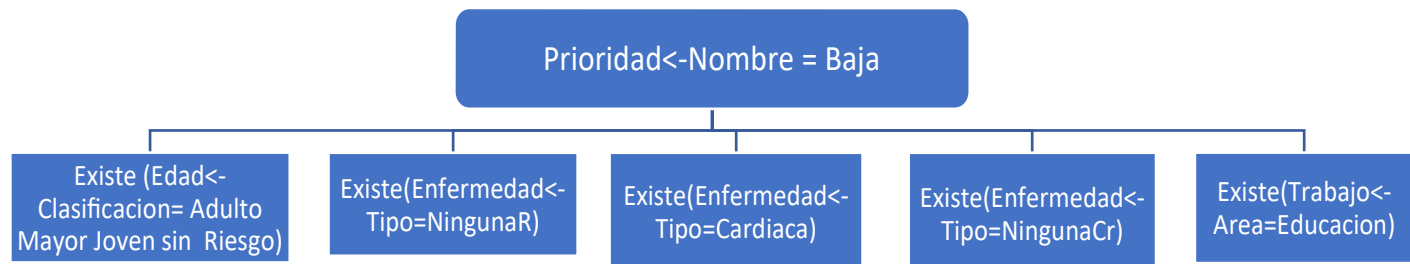 Prioridad<-Nombre = Baja
Existe (Edad<-
Clasificacion= Adulto
Mayor Joven sin  Riesgo)
Existe(Enfermedad<-
Tipo=NingunaR)
Existe(Enfermedad<-
Tipo=Cardiaca)
Existe(Enfermedad<-
Tipo=NingunaCr)
Existe(Trabajo<-
Area=Educacion)